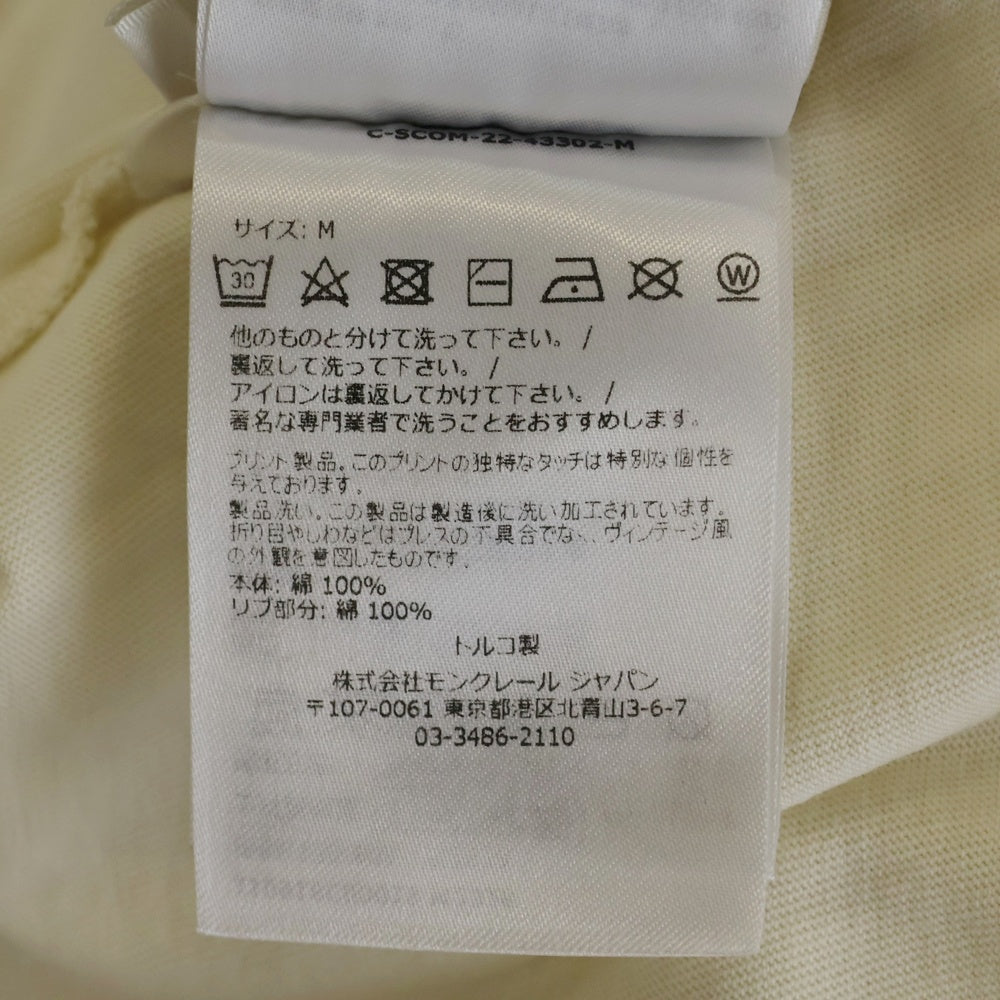 C-SCOM-22-43302-M
サイズ: M
30
W
他のものと分けて洗って下さい。 /
裏返して洗って下さい。 /
アイロンは裏返してかけて下さい。 /
著名な専門業者で洗うことをおすすめします。
プリント製品。このプリントの独特なタッチは特別な個性を
与えております。
製品洗い。この製品は製造後に洗い加工されています。
折り目やしわなどはプレスの不具合でなく、ヴィンテージ風
の外観を意図したものです。
本体: 綿 100%
リブ部分: 綿 100%
トルコ製
株式会社モンクレール ジャパン
〒107-0061 東京都港区北青山3-6-7
03-3486-2110